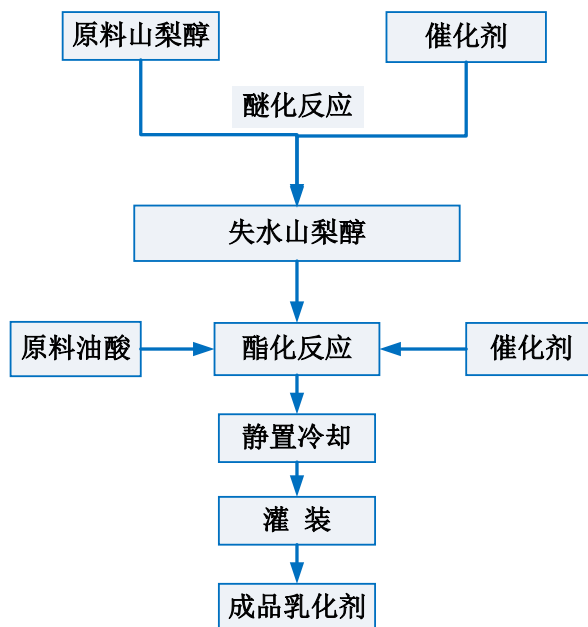 原料山梨醇
催化剂
醚化反应
失水山梨醇
原料油酸
酯化反应
催化剂
静置冷却
灌 装
成品乳化剂